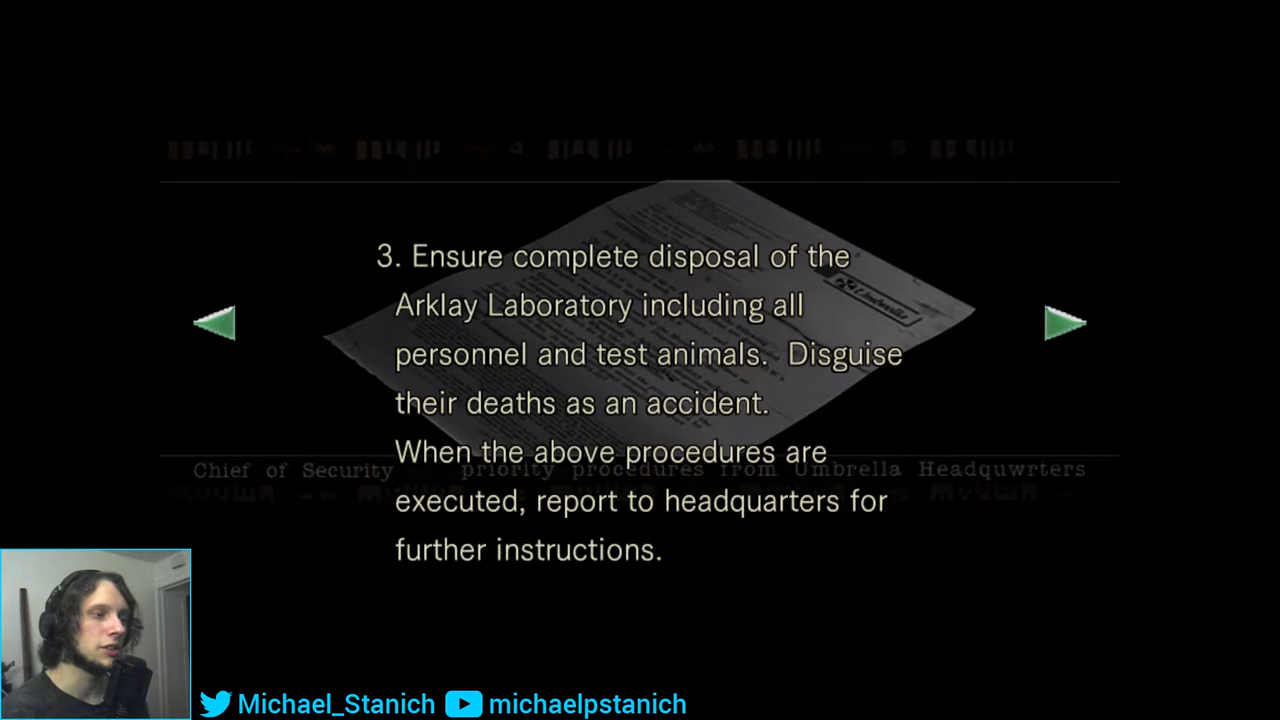 3. Ensure complete disposal of the
Arklay Laboratory including all
personnel and test animals. Disguise
their deaths as an accident.
When the above procedures are
Chief of Security priority procedures from Umbrella Headquwrters
executed, report to headquarters for
further instructions.
Michael_Stanich michaelpstanich